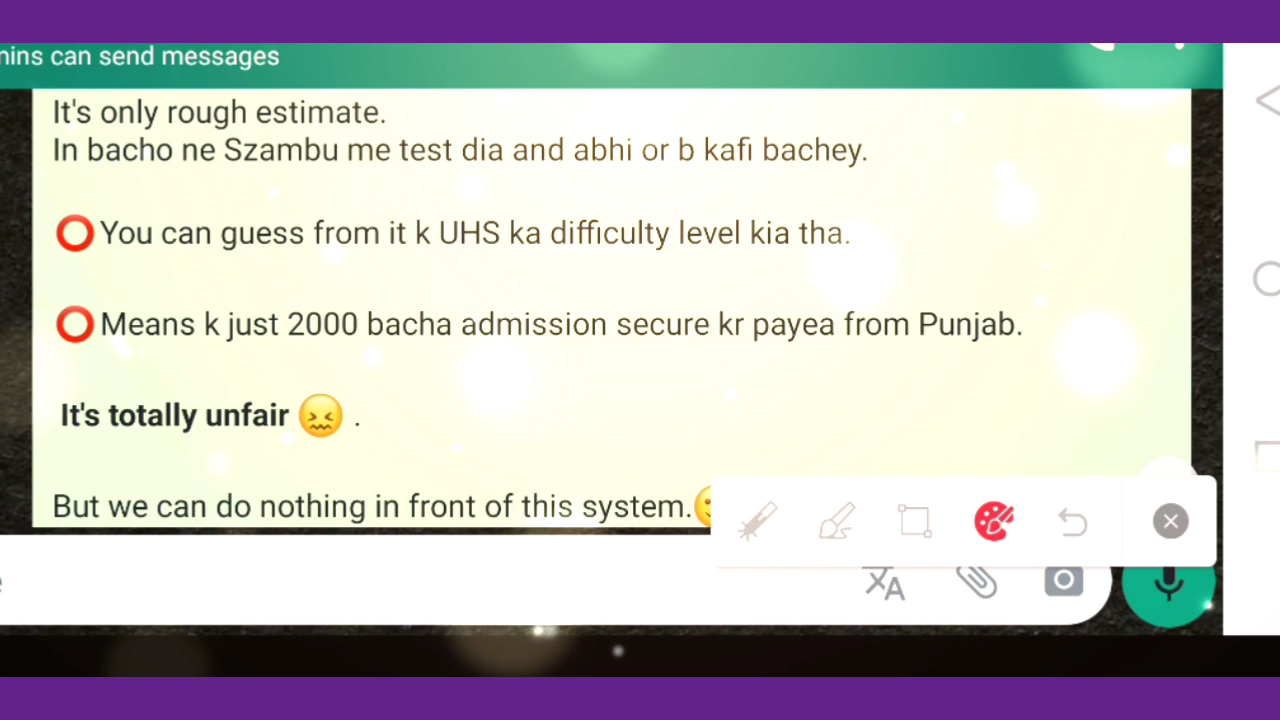 can send messages
It's only rough estimate.
In bacho ne Szambu me test dia and abhi or b kafi bachey.
⭕You can guess from it k UHS ka difficulty level kia tha.
⭕Means k just 2000 bacha admission secure kr payea from Punjab.
It's totally unfair 😖 .
But we can do nothing in front of this system.